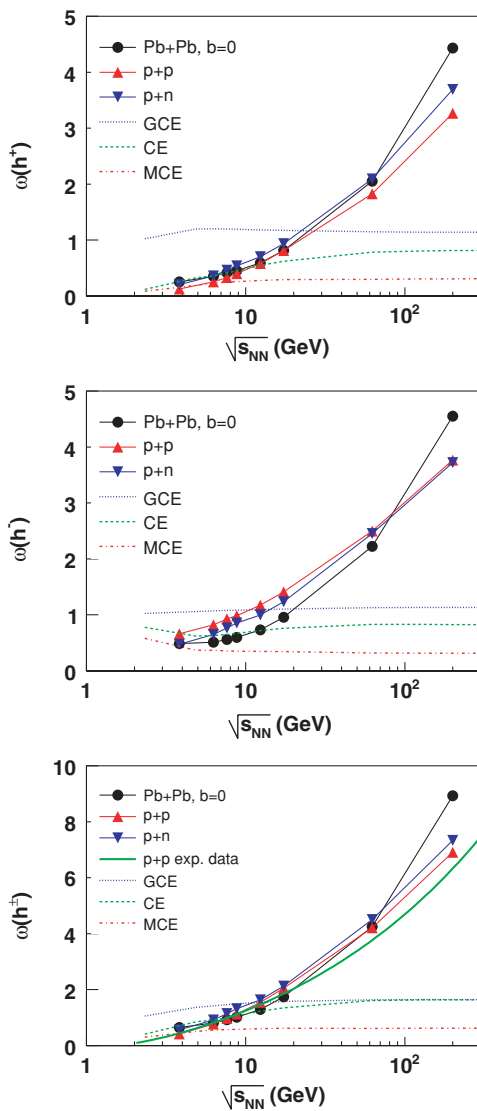 5
Pb+Pb, b=0
p+p
4
p+n
GCE
3
CE
MCE
ω(h⁺)
2
1
0
1 10 10²
√s_NN (GeV)
5
Pb+Pb, b=0
p+p
4
p+n
GCE
3
CE
MCE
ω(h⁻)
2
1
0
1 10 10²
√s_NN (GeV)
10
Pb+Pb, b=0
p+p
8
p+n
p+p exp. data
6
GCE
CE
MCE
ω(h^±)
4
2
0
1 10 10²
√s_NN (GeV)